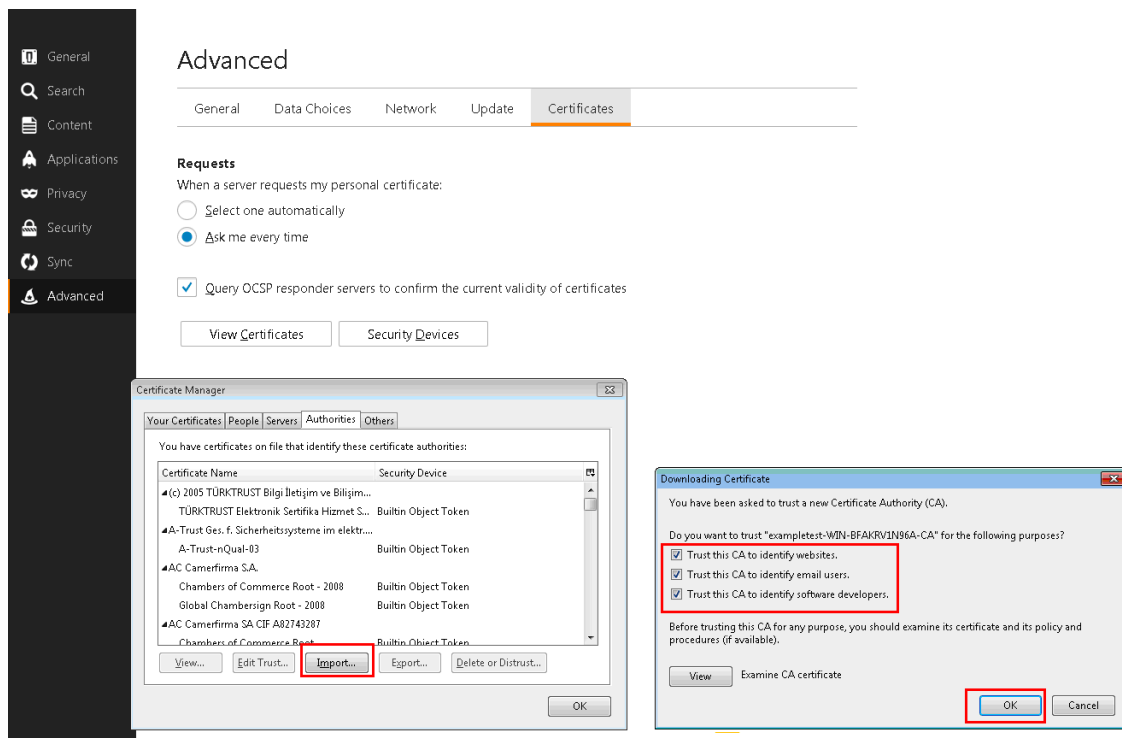 General
Search
Content
Applications
Privacy
Security
Sync
Advanced
Advanced
General Data Choices Network Update Certificates
Requests
When a server requests my personal certificate:
Select one automatically
Ask me every time
Query OCSP responder servers to confirm the current validity of certificates
View Certificates Security Devices
Certificate Manager
Your Certificates People Servers Authorities Others
You have certificates on file that identify these certificate authorities:
Certificate Name Security Device
(c) 2005 TÜRKTRUST Bilgi İletişim ve Bilişim...
TÜRKTRUST Elektronik Sertifika Hizmet S... Builtin Object Token
A-Trust Ges. f. Sicherheitssysteme im elektr....
A-Trust-nQual-03 Builtin Object Token
AC Camerfirma S.A.
Chambers of Commerce Root - 2008 Builtin Object Token
Global Chambersign Root - 2008 Builtin Object Token
AC Camerfirma SA CIF A82743287
Chambers of Commerce Root Builtin Object Token
View... Edit Trust... Import... Export... Delete or Distrust...
OK
Downloading Certificate
You have been asked to trust a new Certificate Authority (CA).
Do you want to trust "exampletest-WIN-BFAKRV1N96A-CA" for the following purposes?
Trust this CA to identify websites.
Trust this CA to identify email users.
Trust this CA to identify software developers.
Before trusting this CA for any purpose, you should examine its certificate and its policy and
procedures (if available).
View Examine CA certificate
OK Cancel